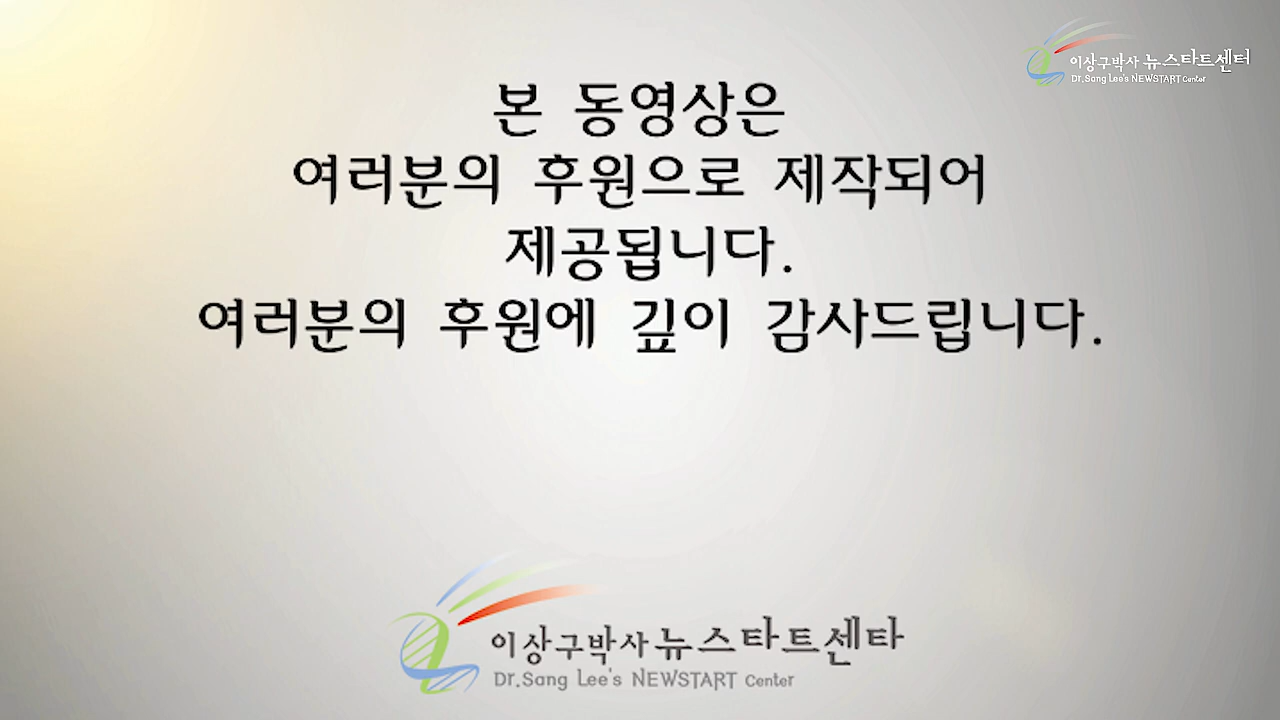 이상구박사 뉴스타트센터
Dr.Sang Lee's NEWSTART Center
본 동영상은
여러분의 후원으로 제작되어
제공됩니다.
여러분의 후원에 깊이 감사드립니다.
이상구박사 뉴스타트센타
Dr.Sang Lee's NEWSTART Center